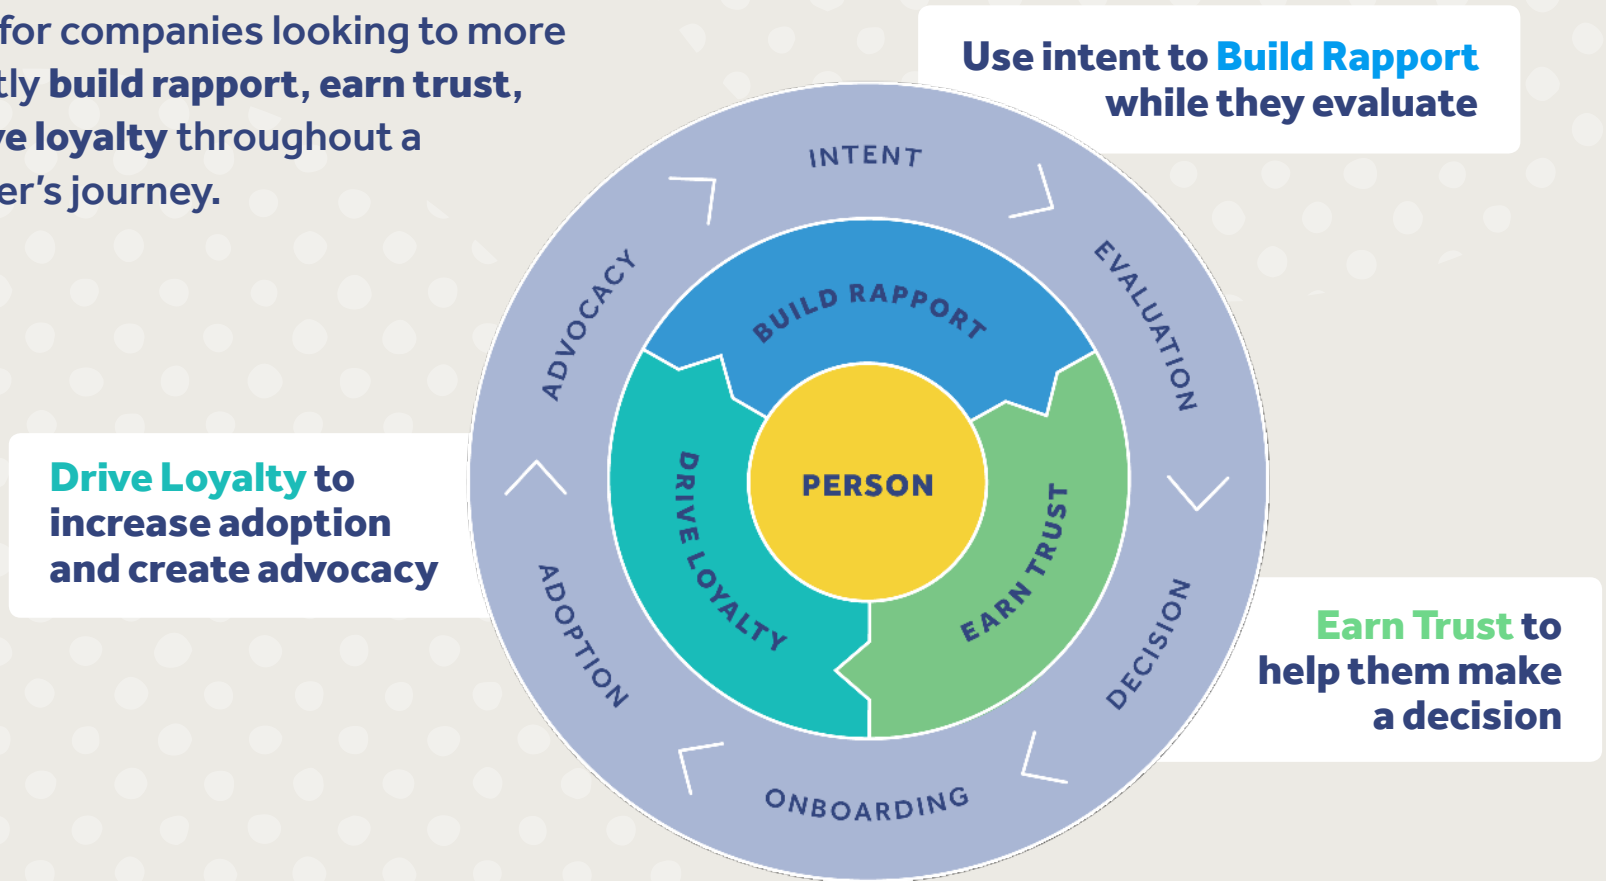 for companies looking to more
tly build rapport, earn trust,
ve loyalty throughout a
er's journey.
Use intent to Build Rapport
while they evaluate
INTENT
EVALUATION
DECISION
ONBOARDING
ADOPTION
ADVOCACY
BUILD RAPPORT
EARN TRUST
DRIVE LOYALTY
PERSON
Drive Loyalty to
increase adoption
and create advocacy
Earn Trust to
help them make
a decision